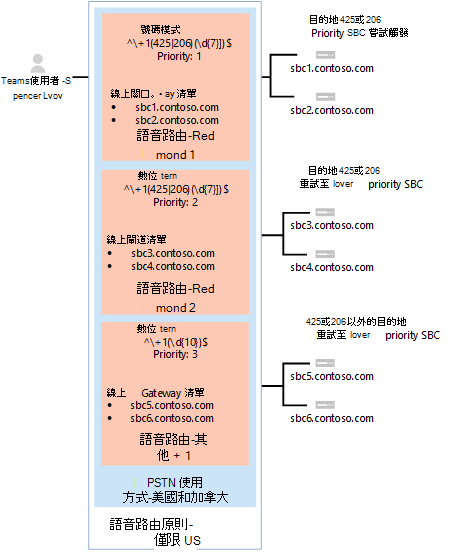 Teams使用者 -S
pencer Lvov
號碼模式
^\+1(425|206)(\d{7})$
Priority: 1
線上閘口。• ay 清單
• sbc1.contoso.com
• sbc2.contoso.com
語音路由-Red
mond 1
目的地 425或 206
Priority SBC 嘗試觸發
sbc1.contoso.com
sbc2.contoso.com
數位 tern
^\+1(425|206)(\d{7})$
Priority: 2
線上閘道清單
• sbc3.contoso.com
• sbc4.contoso.com
語音路由-Red
mond 2
目的地 425或 206
重試至 lover priority SBC
sbc3.contoso.com
sbc4.contoso.com
數位 tern
^\+1(\d{10})$
Priority: 3
線上 Gateway 清單
• sbc5.contoso.com
• sbc6.contoso.com
語音路由-其
他 + 1
425或 206以外的目的地
重試至 lover priority SBC
sbc5.contoso.com
sbc6.contoso.com
PSTN 使用
方式-美國和加拿大
語音路由原則-
僅限 US